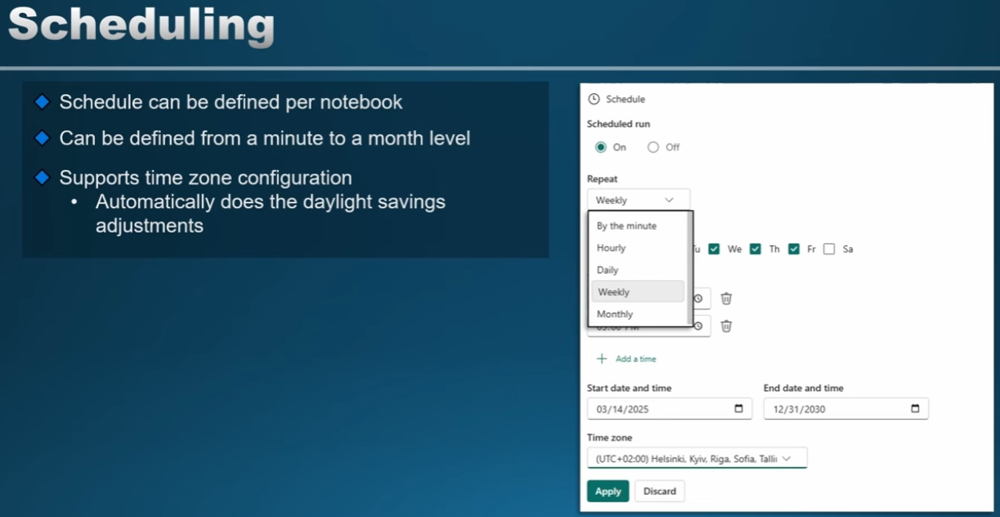 Scheduling
Schedule can be defined per notebook
Can be defined from a minute to a month level
Supports time zone configuration
• Automatically does the daylight savings
adjustments
Schedule
Scheduled run
On Off
Repeat
Weekly
By the minute
Hourly
Daily
Weekly
Monthly
We Th Fr Sa
+ Add a time
Start date and time End date and time
03/14/2025 12/31/2030
Time zone
(UTC+02:00) Helsinki, Kyiv, Riga, Sofia, Talli
Apply Discard